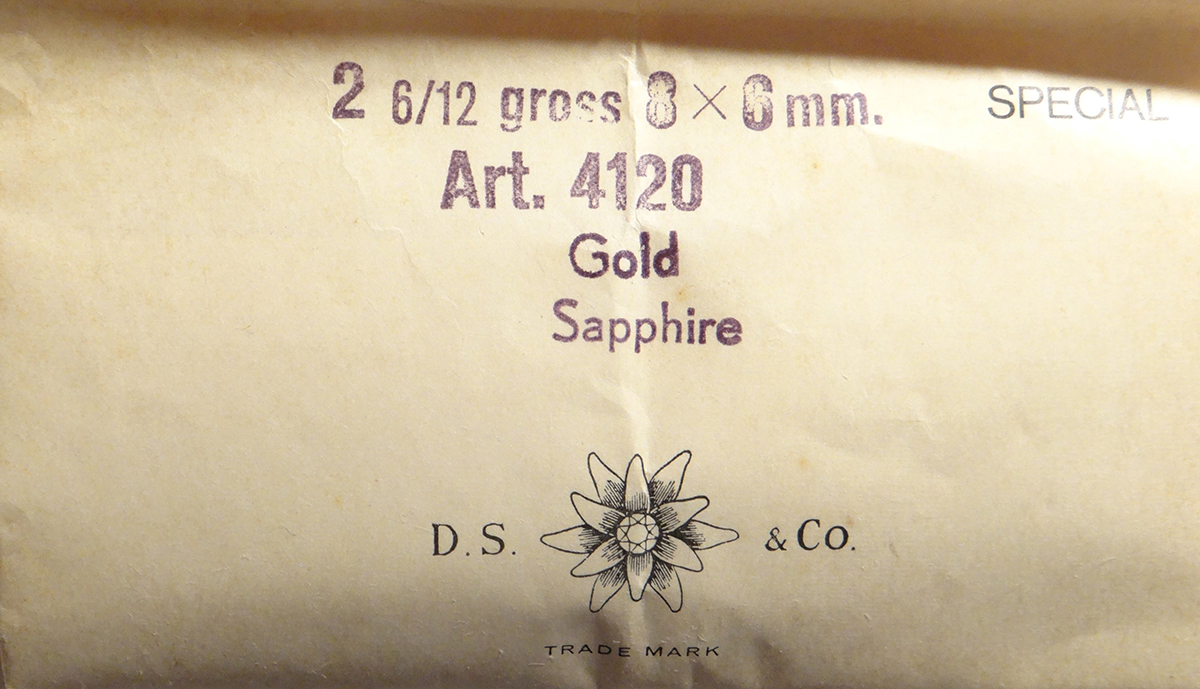 2 6/12 gross 8 × 6 mm. SPECIAL
Art. 4120
Gold
Sapphire
D.S. & Co.
TRADE MARK